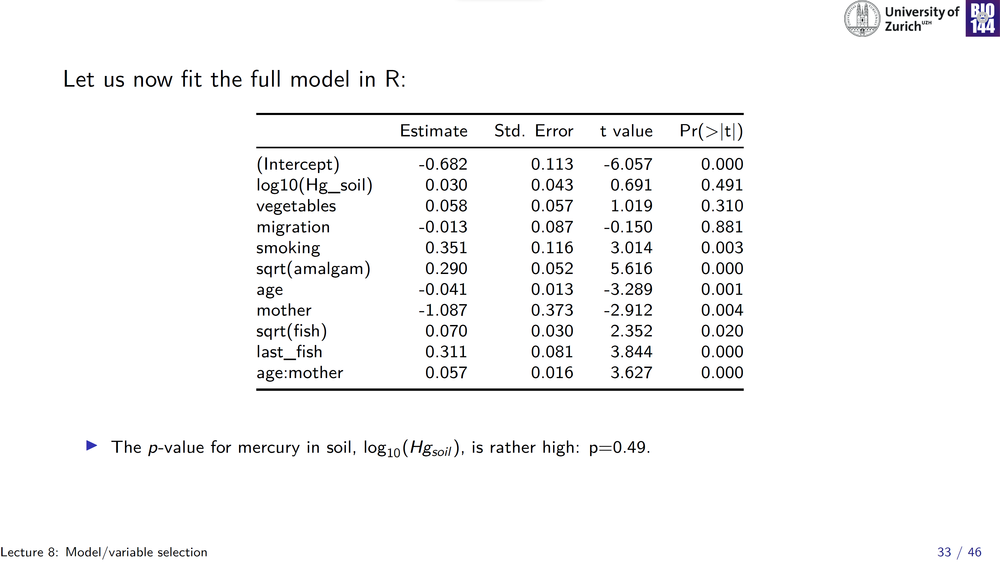 University of
Zurich UZH
BIO
144
Let us now fit the full model in R:
Estimate Std. Error t value Pr(>|t|)
(Intercept) -0.682 0.113 -6.057 0.000
log10(Hg_soil) 0.030 0.043 0.691 0.491
vegetables 0.058 0.057 1.019 0.310
migration -0.013 0.087 -0.150 0.881
smoking 0.351 0.116 3.014 0.003
sqrt(amalgam) 0.290 0.052 5.616 0.000
age -0.041 0.013 -3.289 0.001
mother -1.087 0.373 -2.912 0.004
sqrt(fish) 0.070 0.030 2.352 0.020
last_fish 0.311 0.081 3.844 0.000
age:mother 0.057 0.016 3.627 0.000
▶ The p-value for mercury in soil, log₁₀(Hg_soil), is rather high: p=0.49.
Lecture 8: Model/variable selection
33 / 46